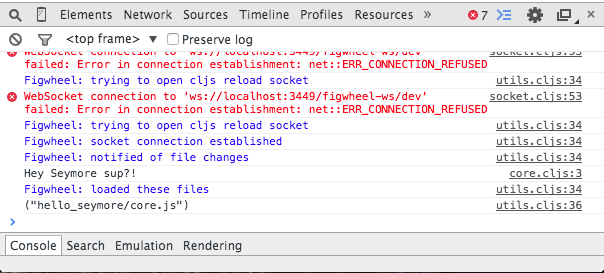 Elements Network Sources Timeline Profiles Resources » 7
<top frame> Preserve log
WebSocket connection to 'ws://localhost:3449/figwheel-ws/dev' socket.cljs:53
failed: Error in connection establishment: net::ERR_CONNECTION_REFUSED
Figwheel: trying to open cljs reload socket utils.cljs:34
WebSocket connection to 'ws://localhost:3449/figwheel-ws/dev' socket.cljs:53
failed: Error in connection establishment: net::ERR_CONNECTION_REFUSED
Figwheel: trying to open cljs reload socket utils.cljs:34
Figwheel: socket connection established utils.cljs:34
Figwheel: notified of file changes utils.cljs:34
Hey Seymore sup?! core.cljs:3
Figwheel: loaded these files utils.cljs:34
("hello_seymore/core.js") utils.cljs:36
Console Search Emulation Rendering